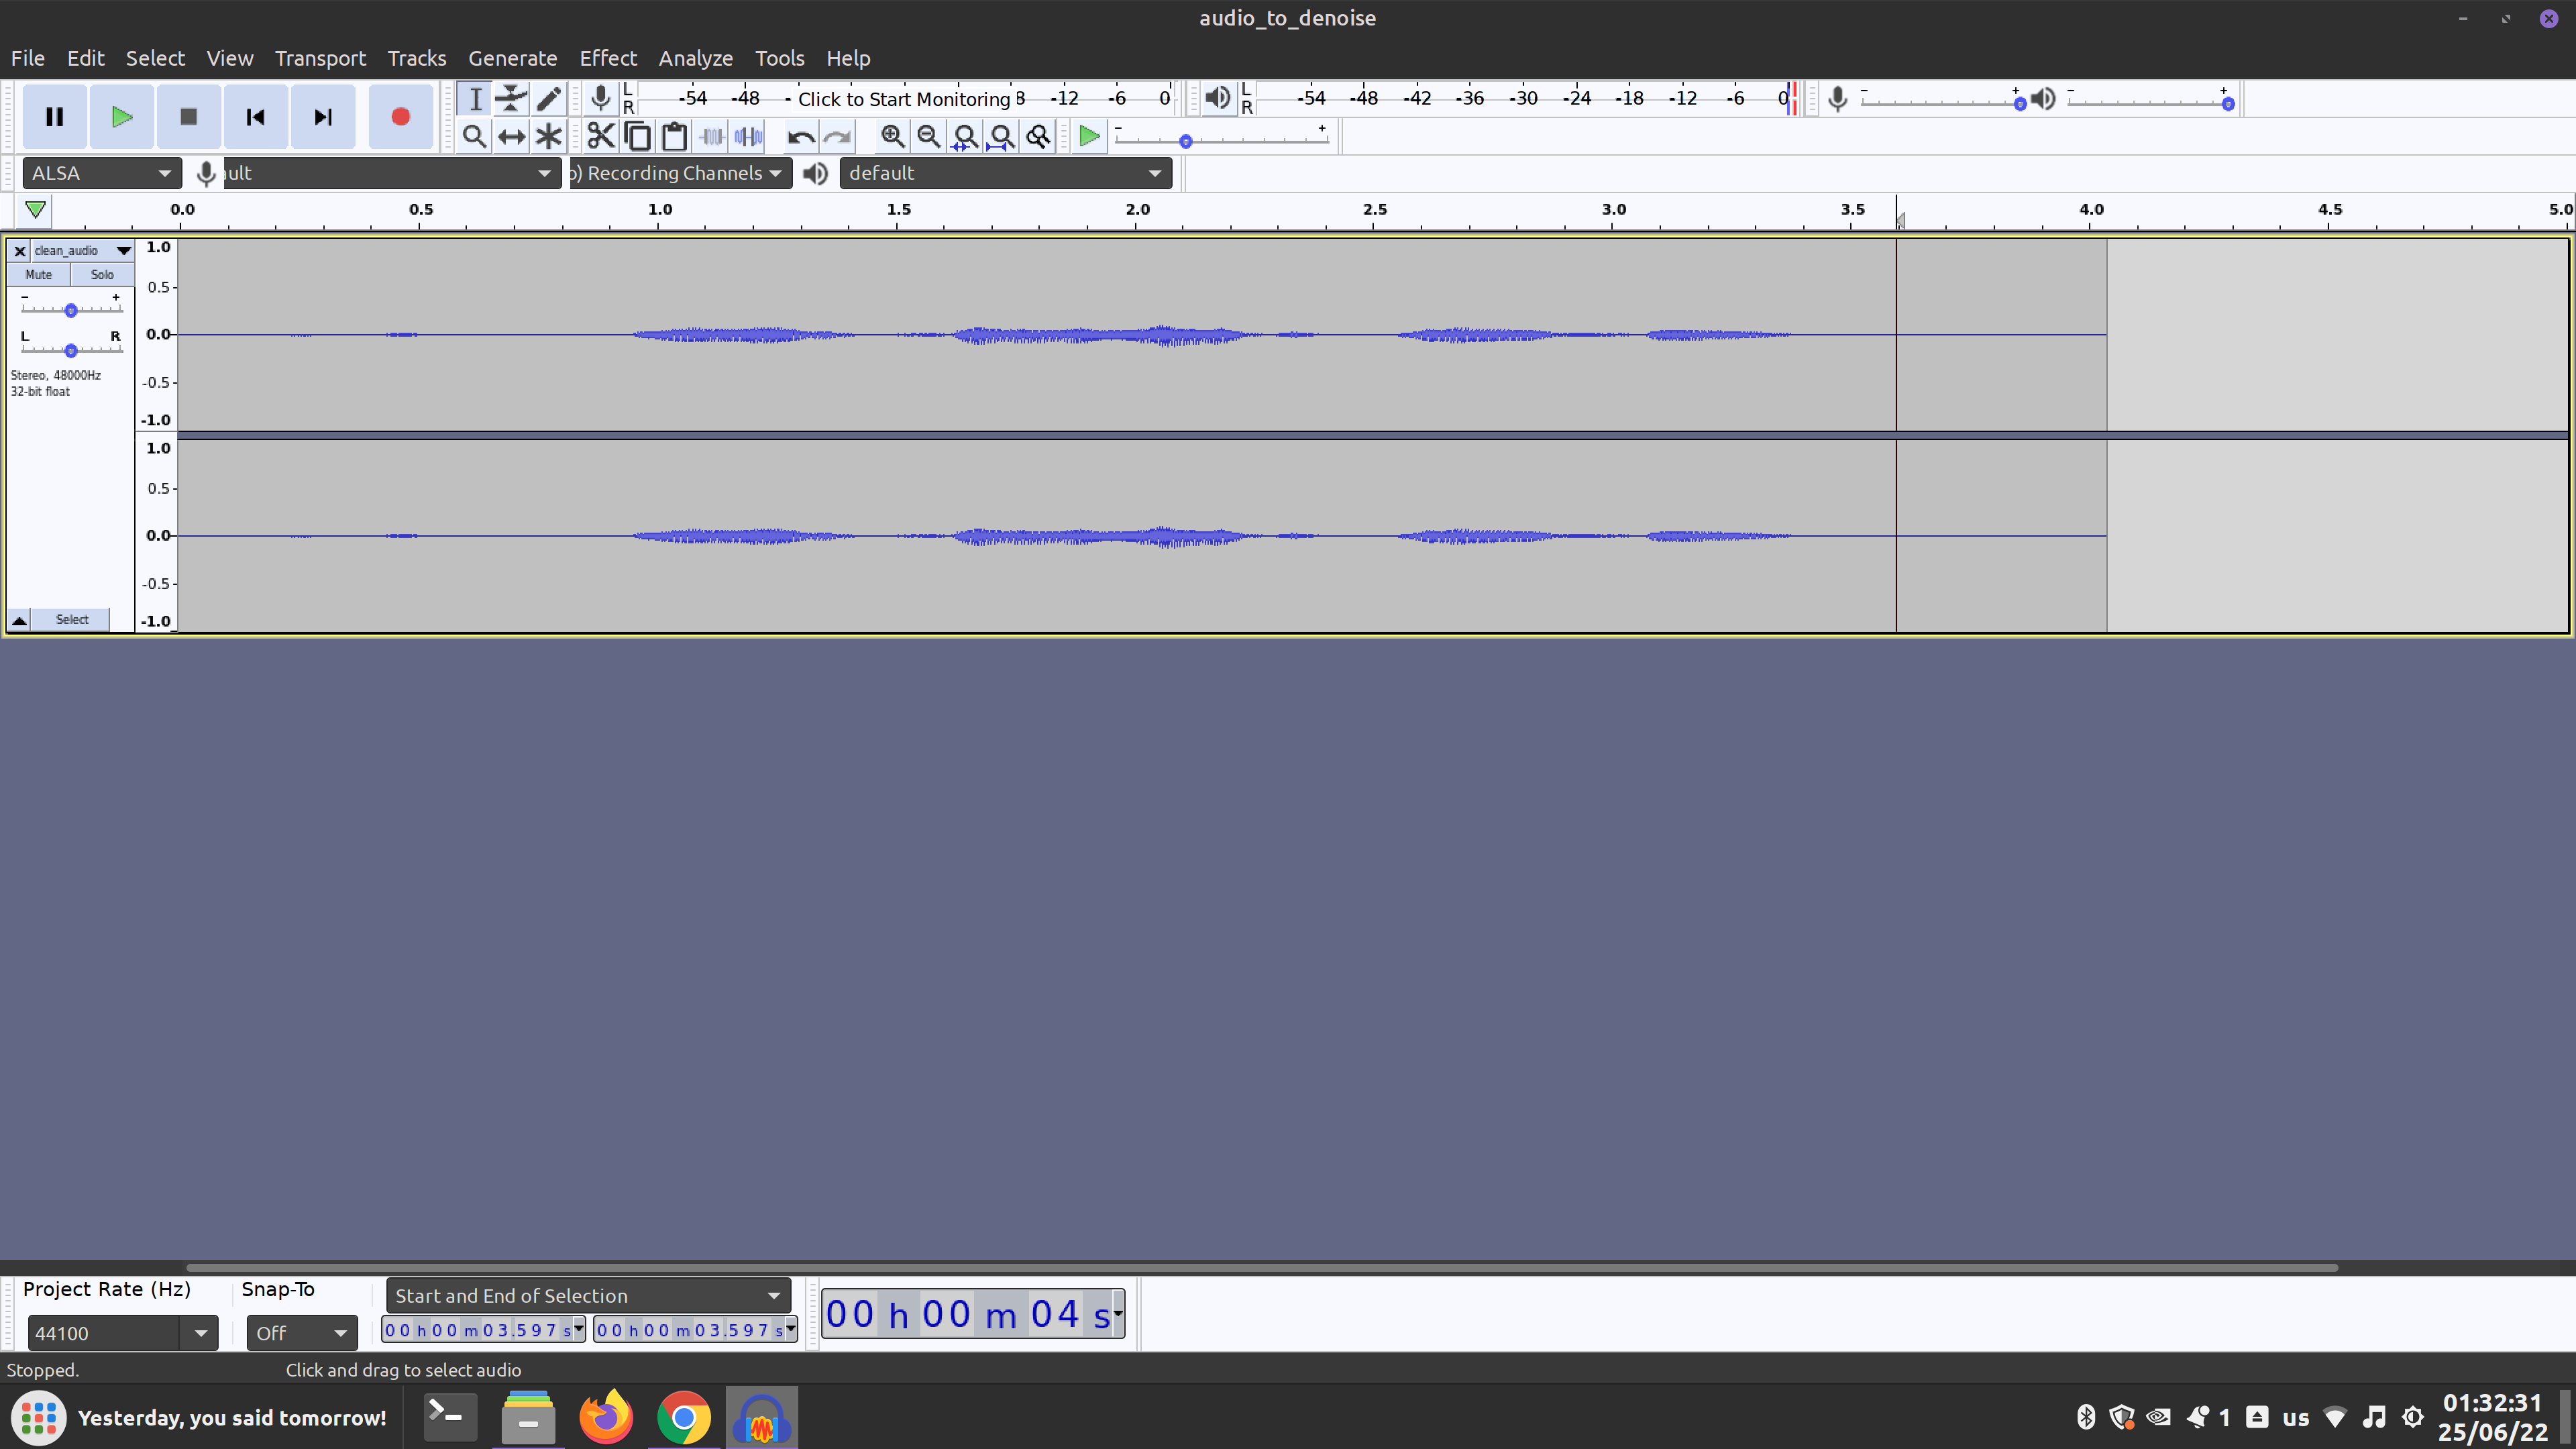 audio_to_denoise
File Edit Select View Transport Tracks Generate Effect Analyze Tools Help
L
R
-54 -48 - Click to Start Monitoring 8 -12 -6 0
L
R
-54 -48 -42 -36 -30 -24 -18 -12 -6 0
- +
- +
- +
ALSA
ult
o) Recording Channels
default
0.0 0.5 1.0 1.5 2.0 2.5 3.0 3.5 4.0 4.5 5.0
clean_audio
Mute Solo
- +
L R
Stereo, 48000Hz
32-bit float
Select
1.0
0.5
0.0
-0.5
-1.0
1.0
0.5
0.0
-0.5
-1.0
Project Rate (Hz)
44100
Snap-To
Off
Start and End of Selection
00 h 00 m 03.597 s
00 h 00 m 03.597 s
00 h 00 m 04 s
Stopped.
Click and drag to select audio
Yesterday, you said tomorrow!
1
us
01:32:31
25/06/22